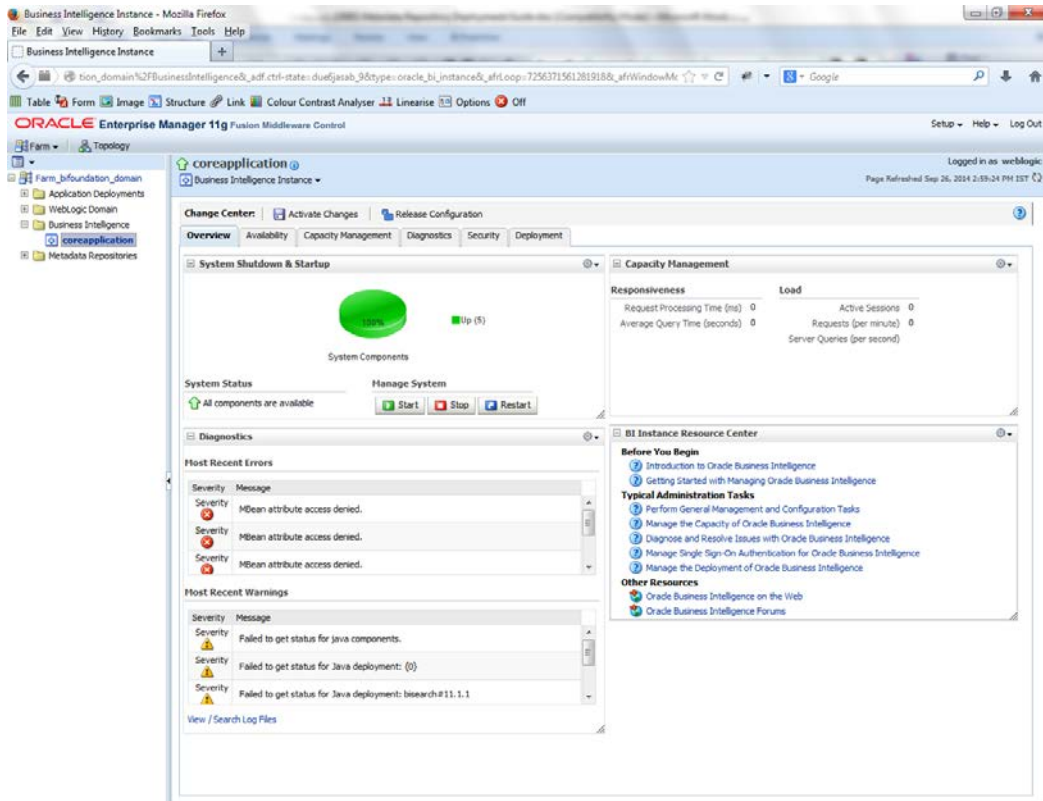 Business Intelligence Instance - Mozilla Firefox
File Edit View History Bookmarks Tools Help
Business Intelligence Instance +
Google
Table Form Image Structure Link Colour Contrast Analyser Linearise Options Off
ORACLE Enterprise Manager 11g Fusion Middleware Control
Setup Help Log Out
Farm Topology
Farm_bifoundation_domain
Application Deployments
WebLogic Domain
Business Intelligence
coreapplication
Metadata Repositories
coreapplication
Logged in as weblogic
Business Intelligence Instance
Page Refreshed Sep 26, 2014 2:59:24 PM IST
Change Center: Activate Changes Release Configuration
Overview Availability Capacity Management Diagnostics Security Deployment
System Shutdown & Startup
100%
Up (5)
System Components
System Status
All components are available
Manage System
Start Stop Restart
Capacity Management
Responsiveness
Request Processing Time (ms) 0
Average Query Time (seconds) 0
Load
Active Sessions 0
Requests (per minute) 0
Server Queries (per second)
Diagnostics
Most Recent Errors
Severity Message
Severity MBean attribute access denied.
Severity MBean attribute access denied.
Severity MBean attribute access denied.
Most Recent Warnings
Severity Message
Severity Failed to get status for java components.
Severity Failed to get status for Java deployment: {0}
Severity Failed to get status for Java deployment: bisearch#11.1.1
View / Search Log Files
BI Instance Resource Center
Before You Begin
Introduction to Oracle Business Intelligence
Getting Started with Managing Oracle Business Intelligence
Typical Administration Tasks
Perform General Management and Configuration Tasks
Manage the Capacity of Oracle Business Intelligence
Diagnose and Resolve Issues with Oracle Business Intelligence
Manage Single Sign-On Authentication for Oracle Business Intelligence
Manage the Deployment of Oracle Business Intelligence
Other Resources
Oracle Business Intelligence on the Web
Oracle Business Intelligence Forums